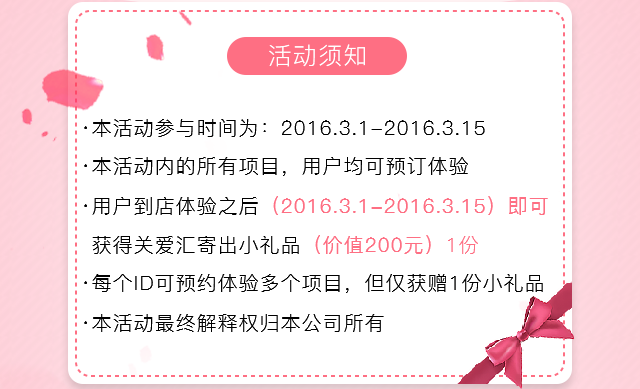 活动须知
·本活动参与时间为：2016.3.1-2016.3.15
·本活动内的所有项目，用户均可预订体验
·用户到店体验之后（2016.3.1-2016.3.15）即可
获得关爱汇寄出小礼品（价值200元）1份
·每个ID可预约体验多个项目，但仅获赠1份小礼品
·本活动最终解释权归本公司所有